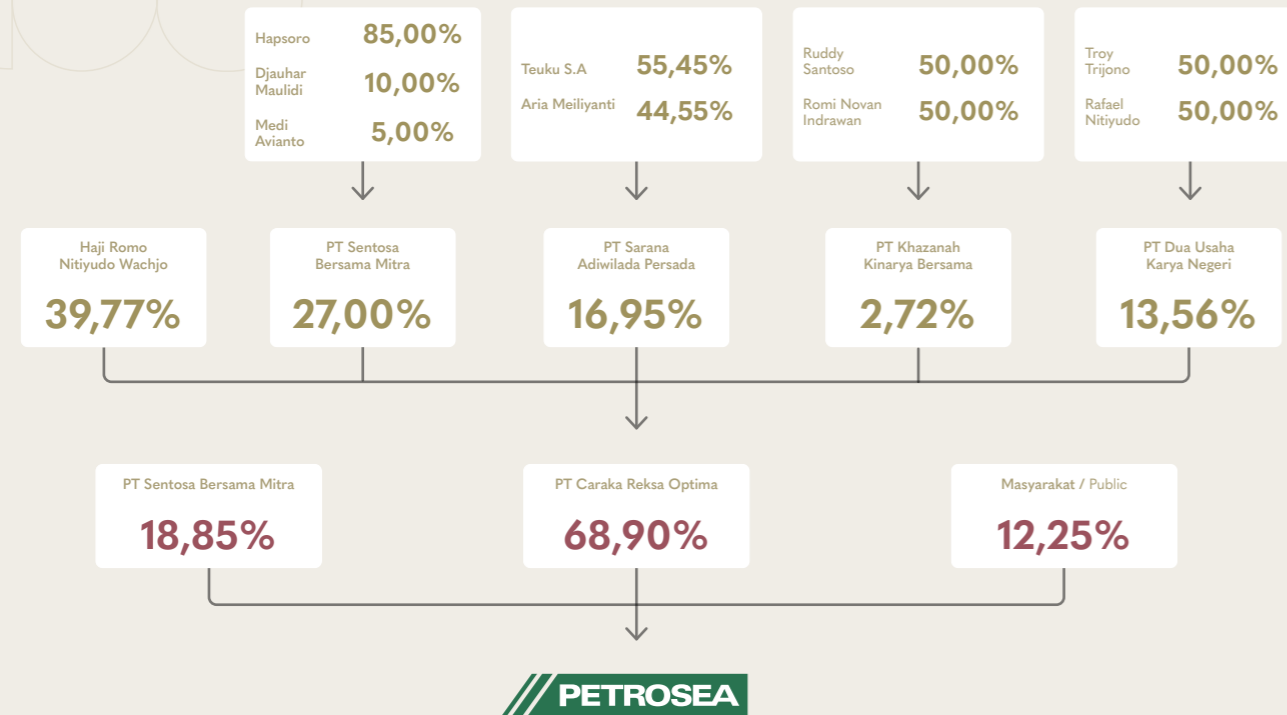 Hapsoro 85,00%
Djauhar
Maulidi 10,00%
Medi
Avianto 5,00%
Teuku S.A 55,45%
Aria Meiliyanti 44,55%
Ruddy
Santoso 50,00%
Romi Novan
Indrawan 50,00%
Troy
Trijono 50,00%
Rafael
Nitiyudo 50,00%
Haji Romo
Nitiyudo Wachjo
39,77%
PT Sentosa
Bersama Mitra
27,00%
PT Sarana
Adiwilada Persada
16,95%
PT Khazanah
Kinarya Bersama
2,72%
PT Dua Usaha
Karya Negeri
13,56%
PT Sentosa Bersama Mitra
18,85%
PT Caraka Reksa Optima
68,90%
Masyarakat / Public
12,25%
PETROSEA